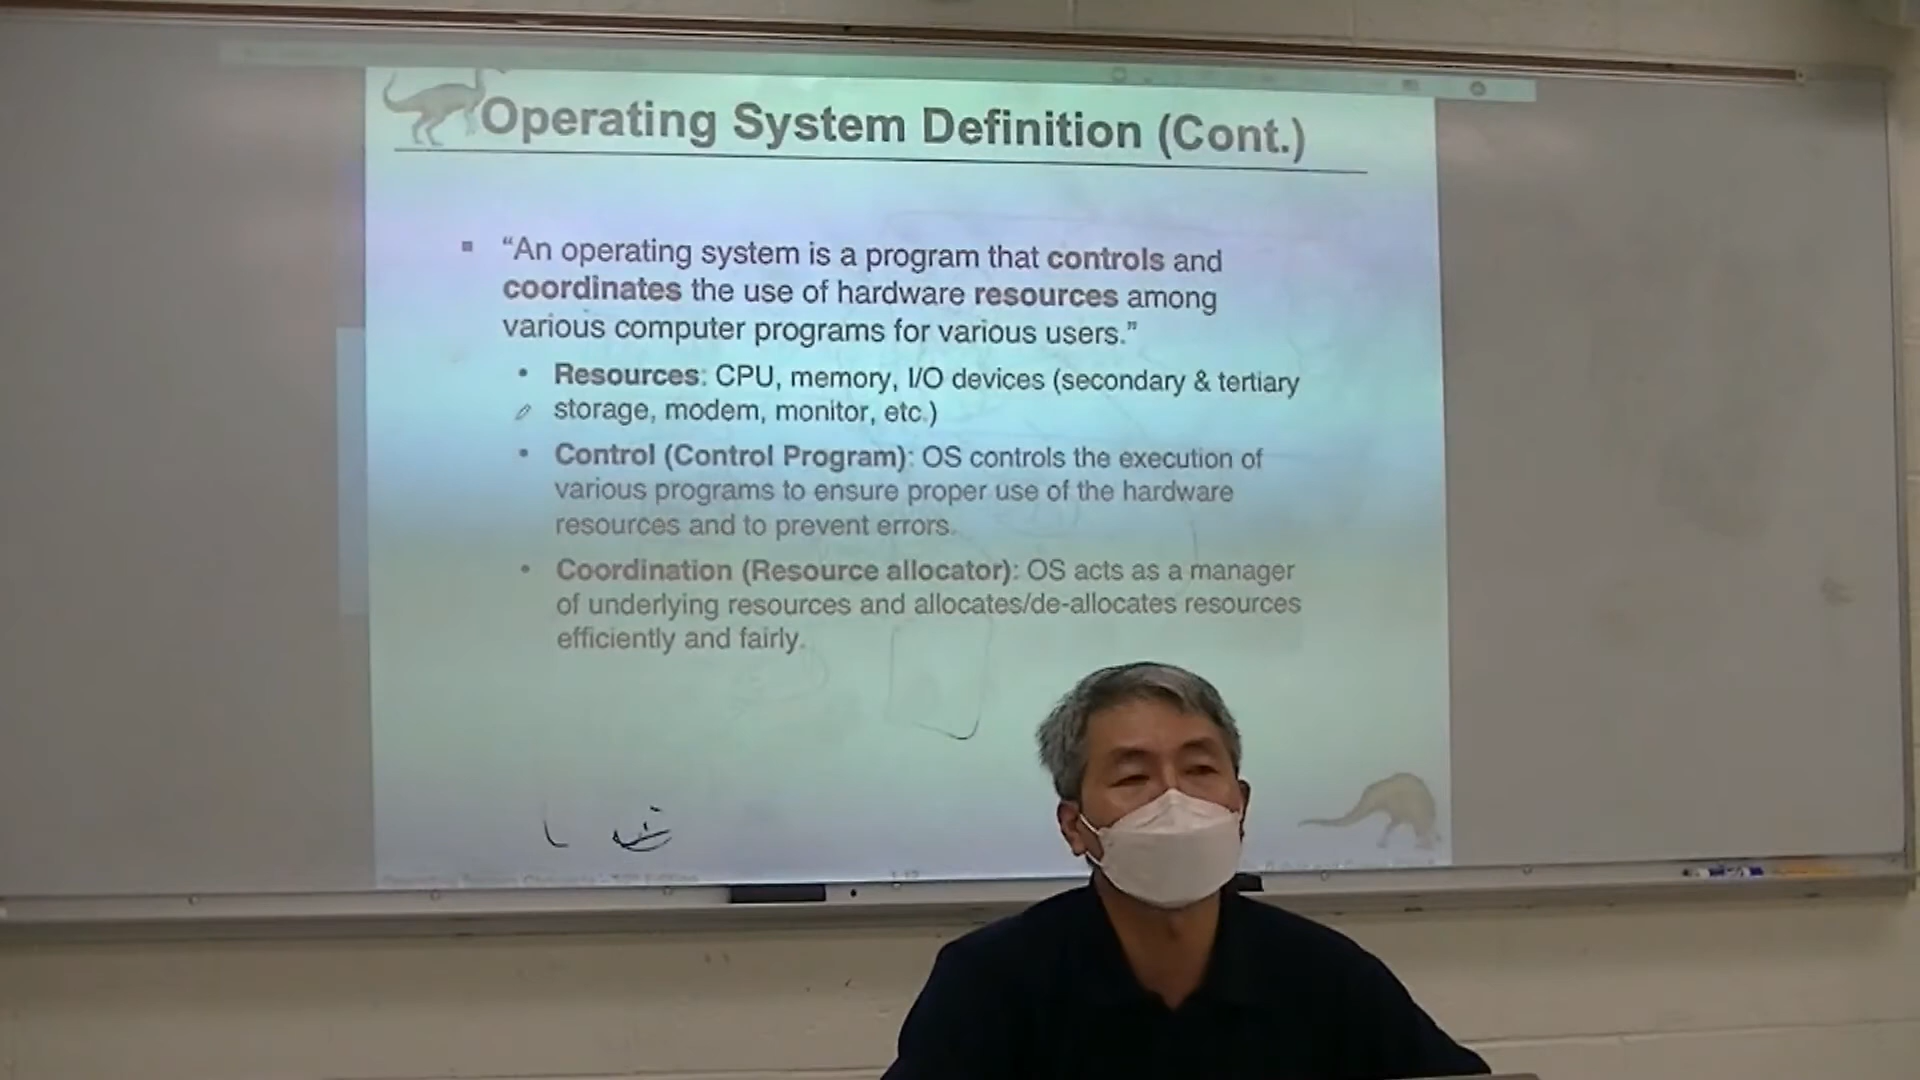 Operating System Definition (Cont.)
▪ “An operating system is a program that controls and
coordinates the use of hardware resources among
various computer programs for various users.”
• Resources: CPU, memory, I/O devices (secondary & tertiary
storage, modem, monitor, etc.)
• Control (Control Program): OS controls the execution of
various programs to ensure proper use of the hardware
resources and to prevent errors.
• Coordination (Resource allocator): OS acts as a manager
of underlying resources and allocates/de-allocates resources
efficiently and fairly.